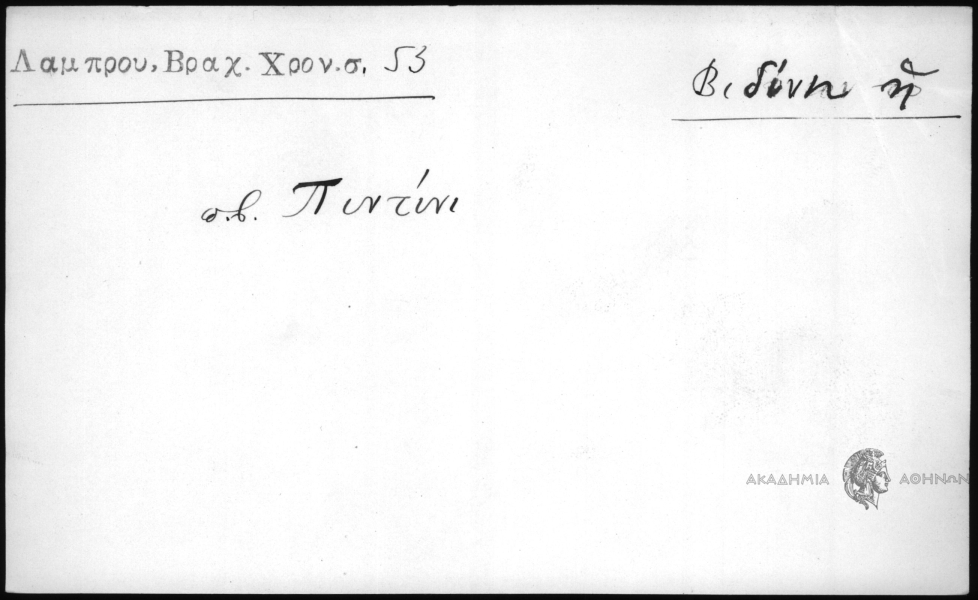 Λαμπρου, Βραχ. Χρον.σ. 53
Βιδύνη ἡ
σ.β. Πιντίνι
ΑΚΑΔΗΜΙΑ ΑΘΗΝΩΝ